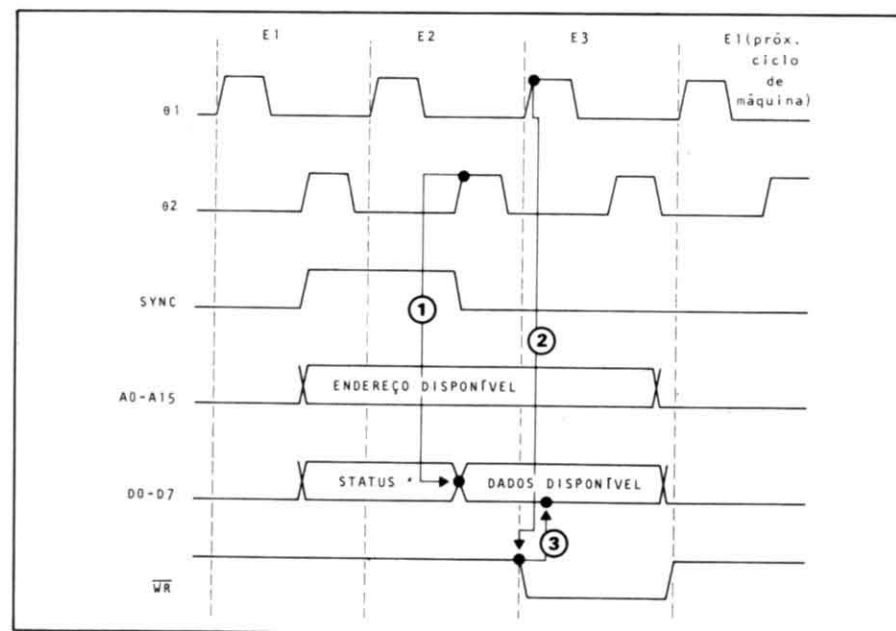 E1 E2 E3 E1(próx.
ciclo
de
máquina)
θ1
θ2
SYNC
1
2
A0-A15 ENDEREÇO DISPONÍVEL
D0-D7 STATUS * DADOS DISPONÍVEL
3
WR